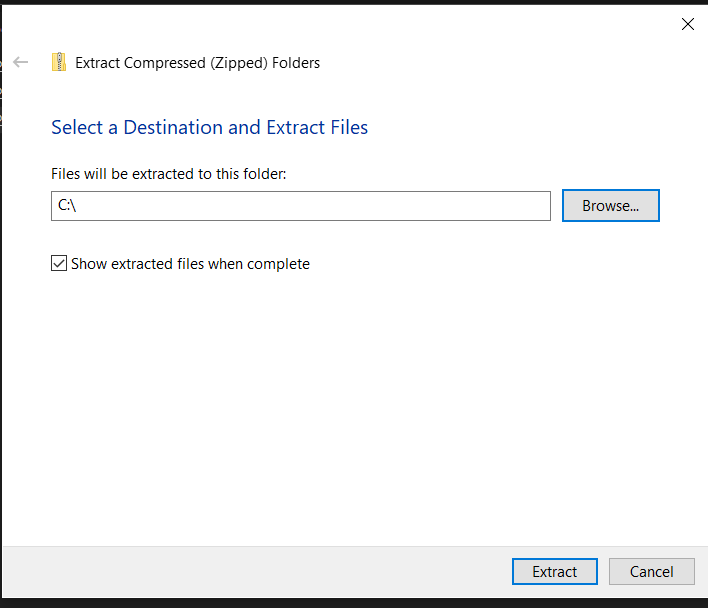 Extract Compressed (Zipped) Folders
Select a Destination and Extract Files
Files will be extracted to this folder:
C:\
Browse...
Show extracted files when complete
Extract
Cancel